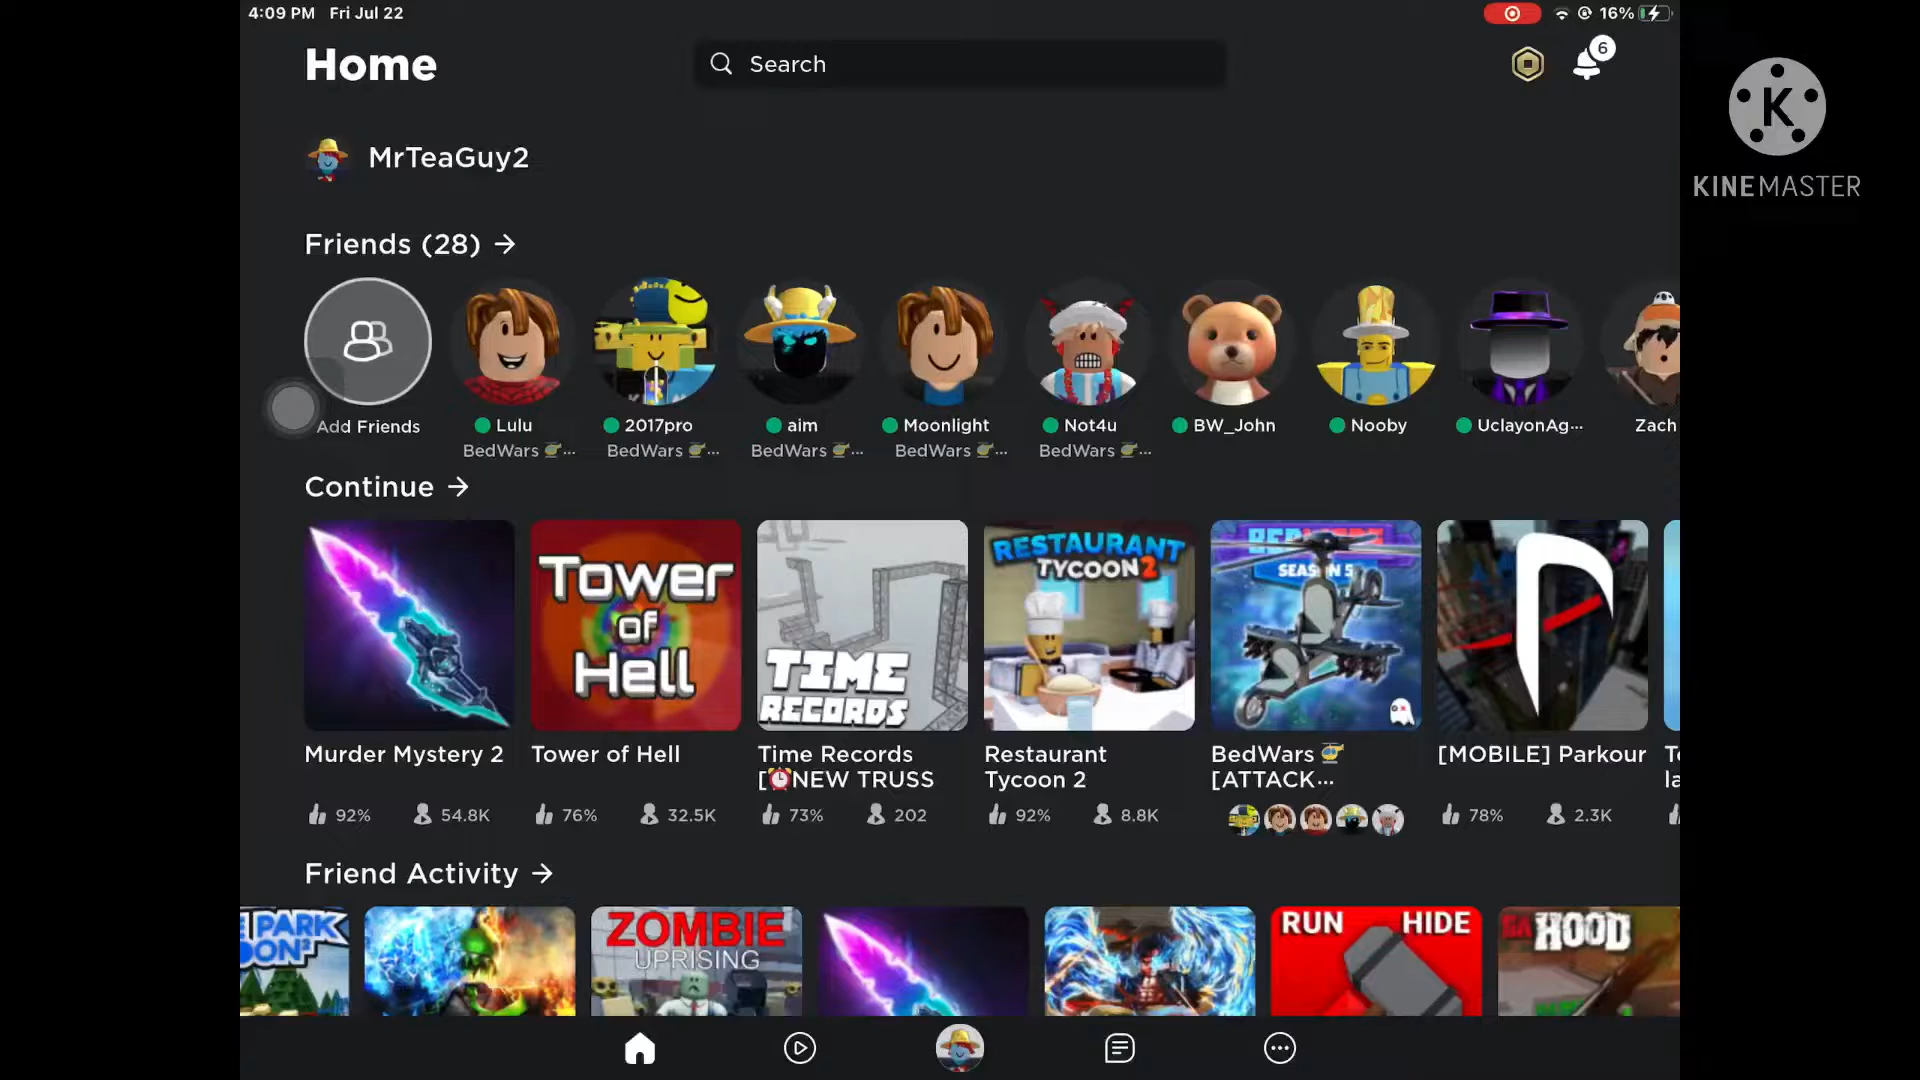 4:09 PM Fri Jul 22
16%
Home
Search
6
K
KINEMASTER
MrTeaGuy2
Friends (28) →
Add Friends
Lulu
BedWars 🚁...
2017pro
BedWars 🚁...
aim
BedWars 🚁...
Moonlight
BedWars 🚁...
Not4u
BedWars 🚁...
BW_John
Nooby
UclayonAg...
Zach
Continue →
Tower
of
Hell
TIME
RECORDS
RESTAURANT
TYCOON 2
BEDWARS
SEASON 5
Murder Mystery 2
92% 54.8K
Tower of Hell
76% 32.5K
Time Records
[⏰NEW TRUSS
73% 202
Restaurant
Tycoon 2
92% 8.8K
BedWars 🚁
[ATTACK...
[MOBILE] Parkour
78% 2.3K
Friend Activity →
PARK
ZOMBIE
UPRISING
RUN HIDE
DA HOOD